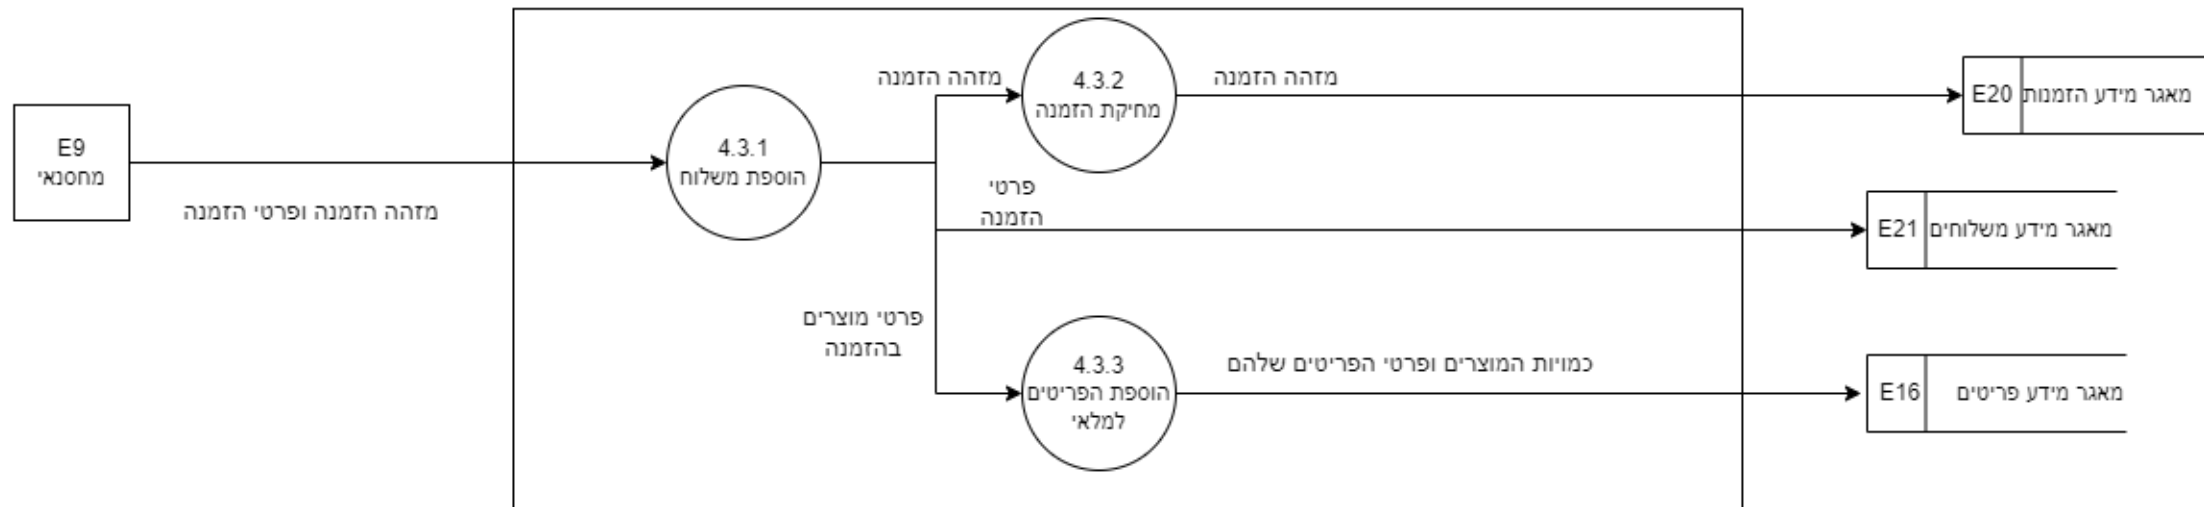 E9
מחסנאי
מזהה הזמנה ופרטי הזמנה
4.3.1
הוספת משלוח
מזהה הזמנה
4.3.2
מחיקת הזמנה
מזהה הזמנה
E20
מאגר מידע הזמנות
פרטי
הזמנה
E21
מאגר מידע משלוחים
פרטי מוצרים
בהזמנה
4.3.3
הוספת הפריטים
למלאי
כמויות המוצרים ופרטי הפריטים שלהם
E16
מאגר מידע פריטים